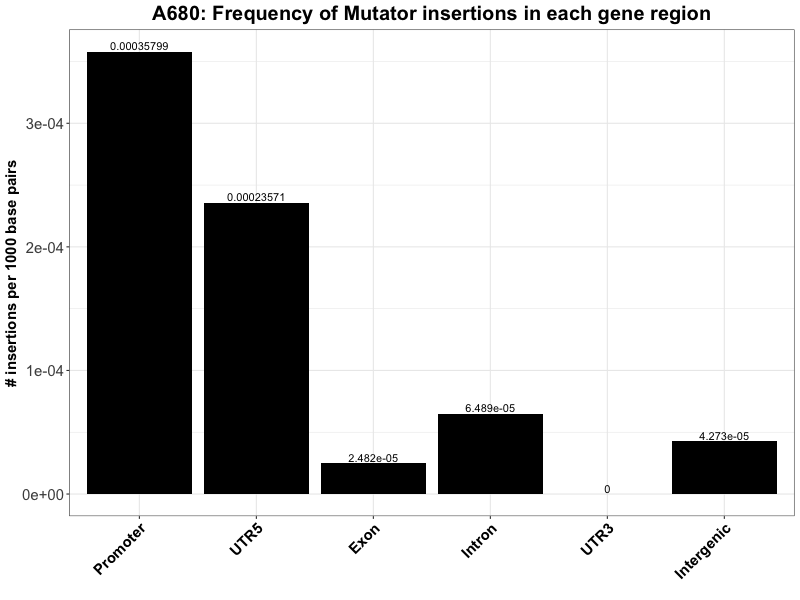 A680: Frequency of Mutator insertions in each gene region
# insertions per 1000 base pairs
3e-04
2e-04
1e-04
0e+00
0.00035799
0.00023571
2.482e-05
6.489e-05
0
4.273e-05
Promoter
UTR5
Exon
Intron
UTR3
Intergenic